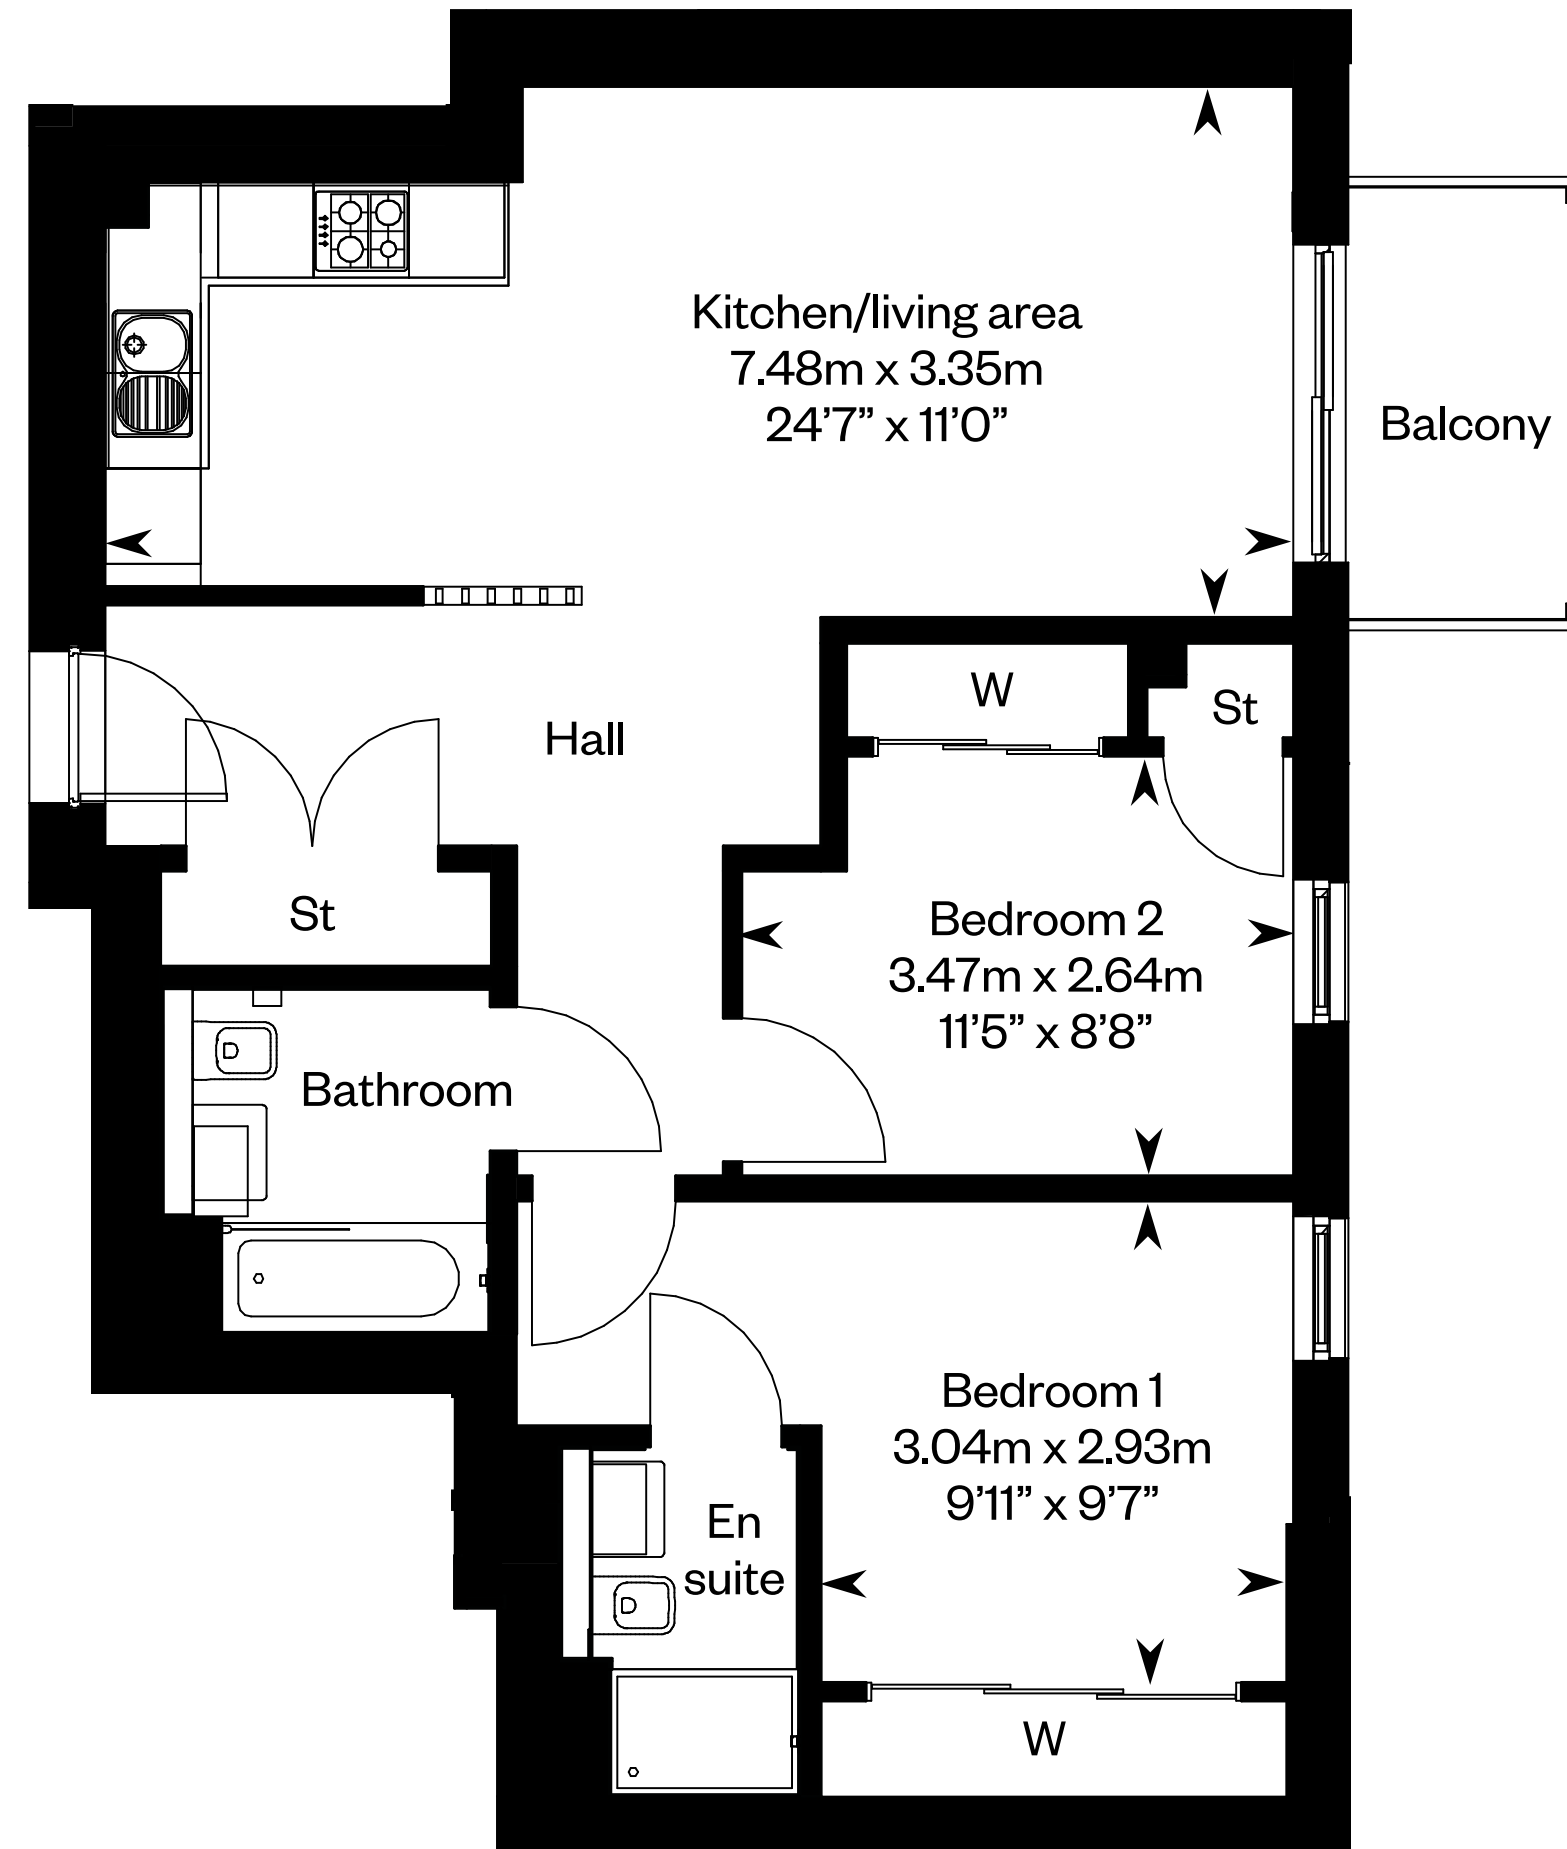 Kitchen/living area
7.48m x 3.35m
24’7” x 11’0”
Balcony
W
St
Hall
St
Bedroom 2
3.47m x 2.64m
11’5” x 8’8”
Bathroom
Bedroom 1
3.04m x 2.93m
9’11” x 9’7”
En
suite
W